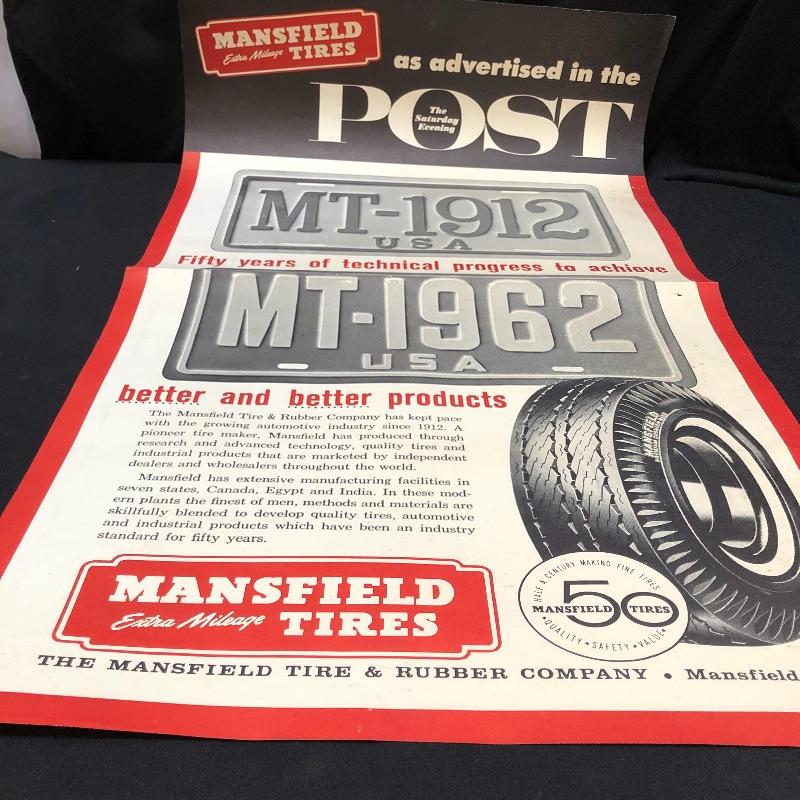 MANSFIELD
Extra Mileage TIRES
as advertised in the
The Saturday Evening
POST
MT-1912
USA
Fifty years of technical progress to achieve
MT-1962
USA
better and better products
The Mansfield Tire & Rubber Company has kept pace
with the growing automotive industry since 1912. A
pioneer tire maker, Mansfield has produced through
research and advanced technology, quality tires and
industrial products that are marketed by independent
dealers and wholesalers throughout the world.
Mansfield has extensive manufacturing facilities in
seven states, Canada, Egypt and India. In these mod-
ern plants the finest of men, methods and materials are
skillfully blended to develop quality tires, automotive
and industrial products which have been an industry
standard for fifty years.
MANSFIELD
MANSFIELD
Extra Mileage TIRES
HALF A CENTURY MAKING FINE TIRES
50
MANSFIELD TIRES
•QUALITY•SAFETY•VALUE•
THE MANSFIELD TIRE & RUBBER COMPANY • Mansfield